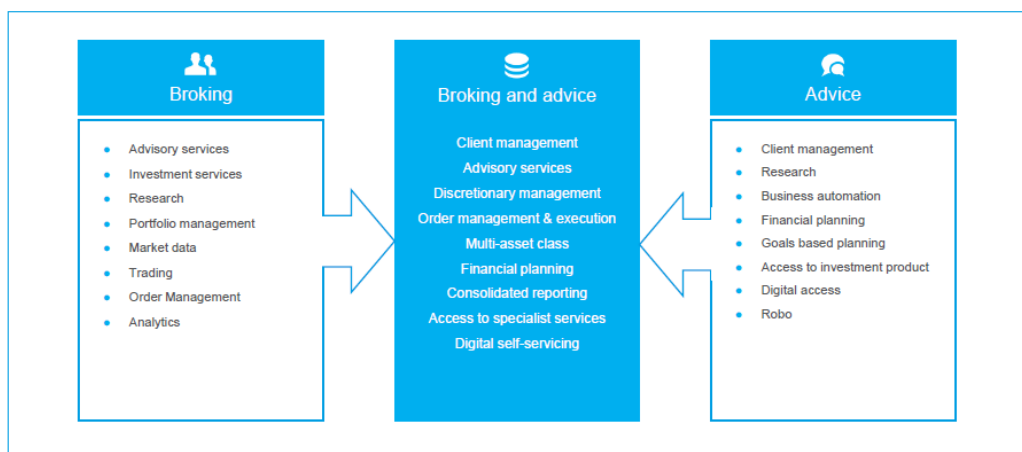 Broking
Advisory services
Investment services
Research
Portfolio management
Market data
Trading
Order Management
Analytics
Broking and advice
Client management
Advisory services
Discretionary management
Order management & execution
Multi-asset class
Financial planning
Consolidated reporting
Access to specialist services
Digital self-servicing
Advice
Client management
Research
Business automation
Financial planning
Goals based planning
Access to investment product
Digital access
Robo